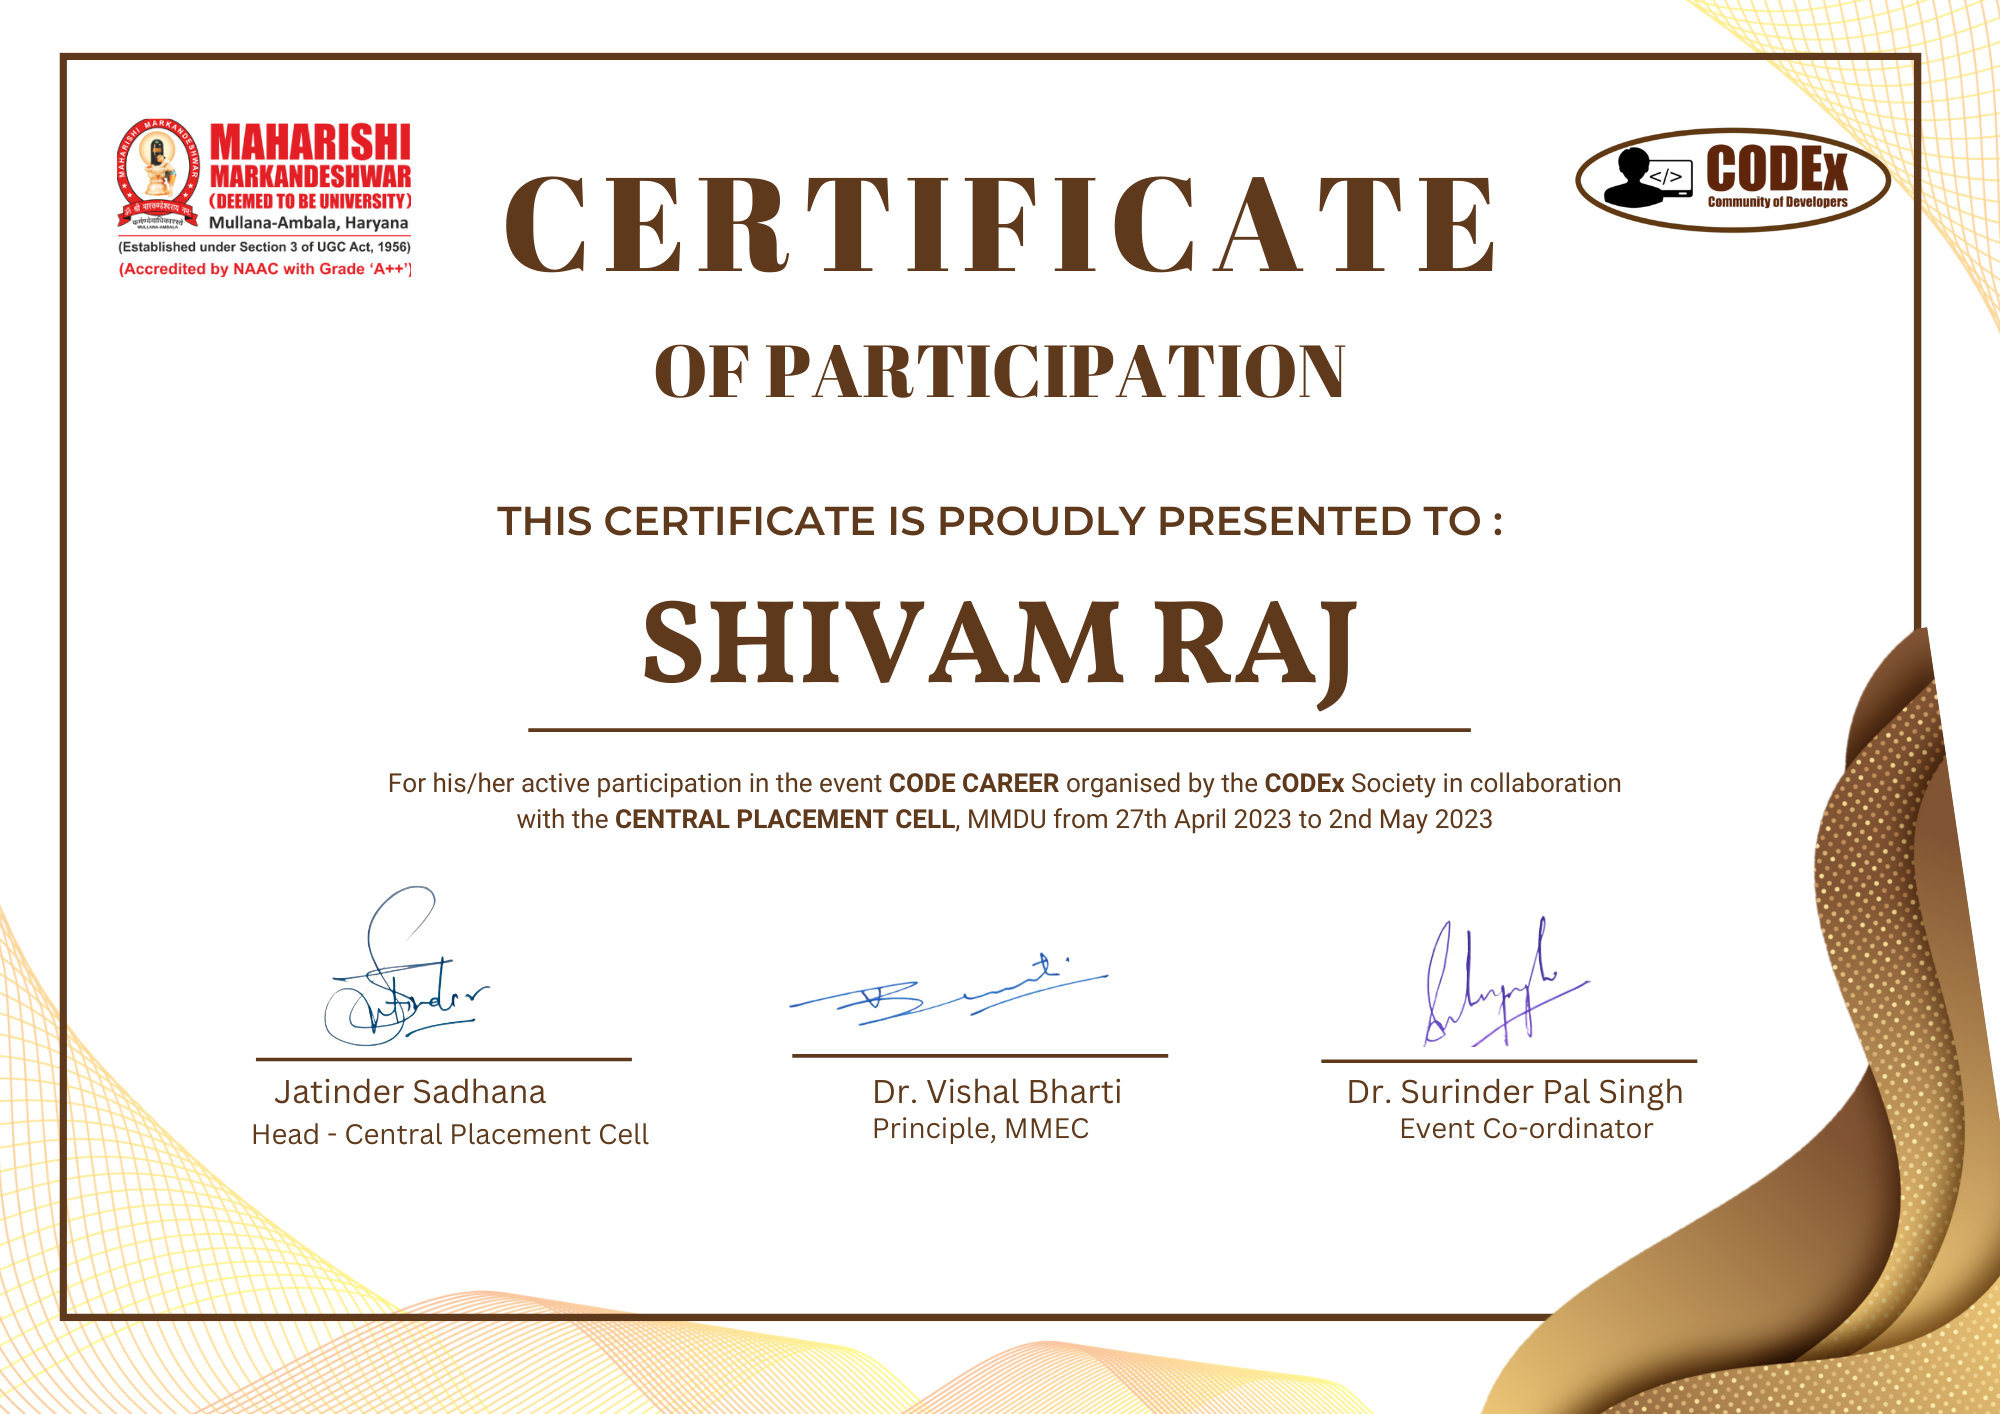 MAHARISHI MARKANDESHWAR
MULLANA-AMBALA
MAHARISHI
MARKANDESHWAR
(DEEMED TO BE UNIVERSITY)
Mullana-Ambala, Haryana
(Established under Section 3 of UGC Act, 1956)
(Accredited by NAAC with Grade ‘A++’)
</>
CODEx
Community of Developers
CERTIFICATE
OF PARTICIPATION
THIS CERTIFICATE IS PROUDLY PRESENTED TO :
SHIVAM RAJ
For his/her active participation in the event CODE CAREER organised by the CODEx Society in collaboration
with the CENTRAL PLACEMENT CELL, MMDU from 27th April 2023 to 2nd May 2023
Jatinder Sadhana
Head - Central Placement Cell
Dr. Vishal Bharti
Principle, MMEC
Dr. Surinder Pal Singh
Event Co-ordinator